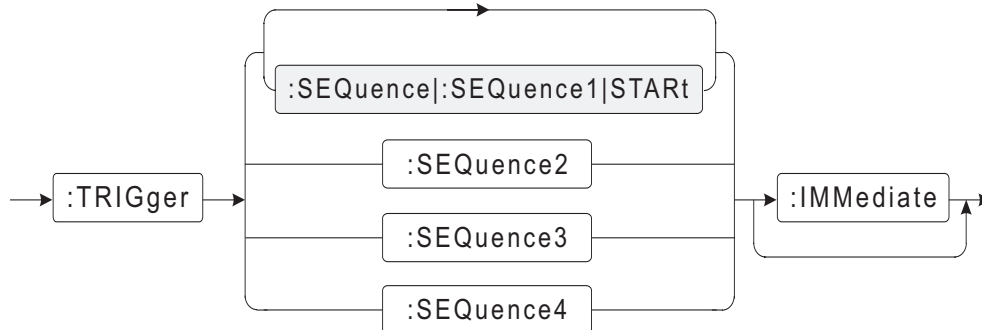 :SEQuence|:SEQuence1|STARt
:SEQuence2
:TRIGger
:IMMediate
:SEQuence3
:SEQuence4